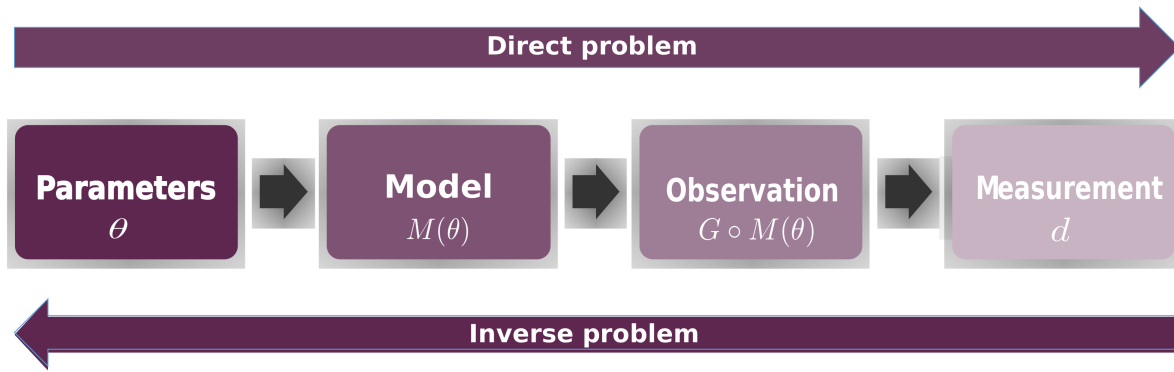 Direct problem
Parameters
θ
Model
M(θ)
Observation
G ∘ M(θ)
Measurement
d
Inverse problem